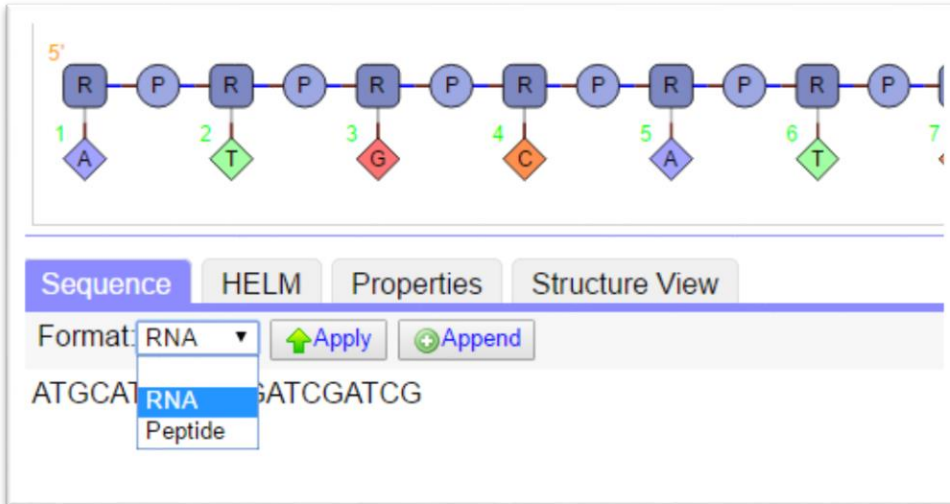 5'
R P R P R P R P R P R P
1 2 3 4 5 6 7
A T G C A T
Sequence HELM Properties Structure View
Format: RNA Apply Append
ATGCAT GATCGATCG
RNA
Peptide